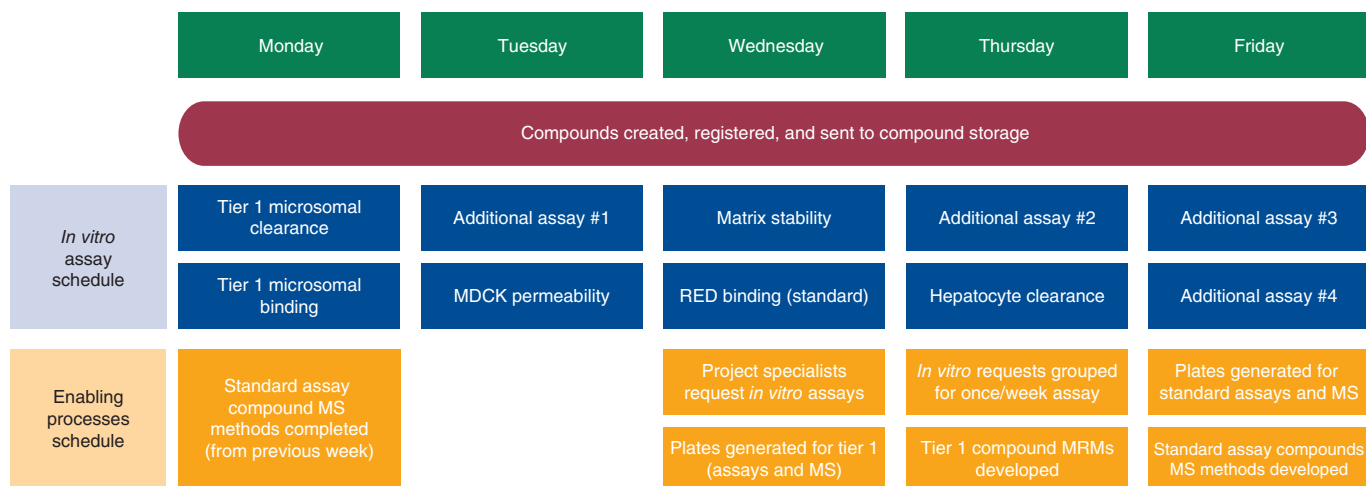 Monday
Tuesday
Wednesday
Thursday
Friday
Compounds created, registered, and sent to compound storage
In vitro
assay
schedule
Tier 1 microsomal
clearance
Additional assay #1
Matrix stability
Additional assay #2
Additional assay #3
Tier 1 microsomal
binding
MDCK permeability
RED binding (standard)
Hepatocyte clearance
Additional assay #4
Enabling
processes
schedule
Standard assay
compound MS
methods completed
(from previous week)
Project specialists
request in vitro assays
In vitro requests grouped
for once/week assay
Plates generated for
standard assays and MS
Plates generated for tier 1
(assays and MS)
Tier 1 compound MRMs
developed
Standard assay compounds
MS methods developed